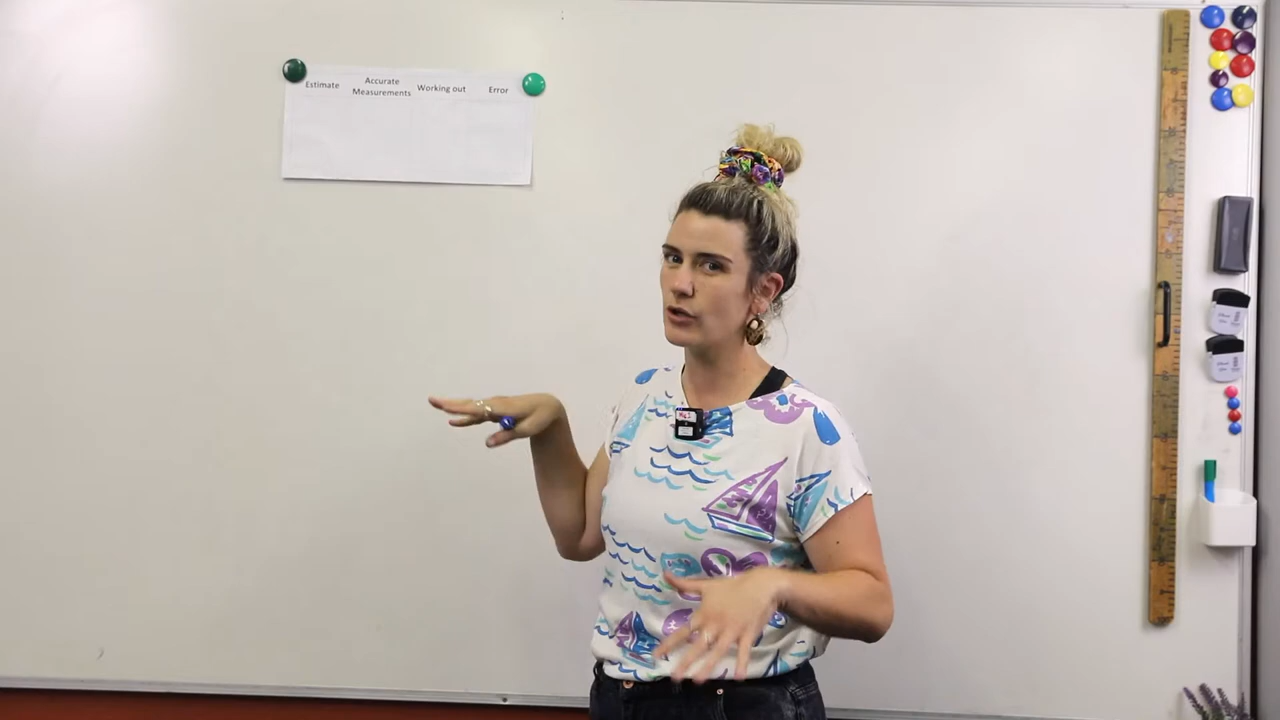 Estimate
Accurate
Measurements
Working out
Error